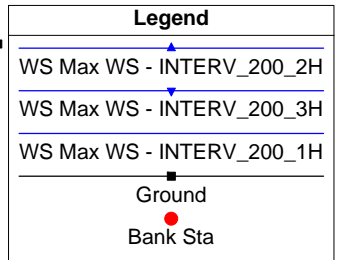 Legend
WS Max WS - INTERV_200_2H
WS Max WS - INTERV_200_3H
WS Max WS - INTERV_200_1H
Ground
Bank Sta